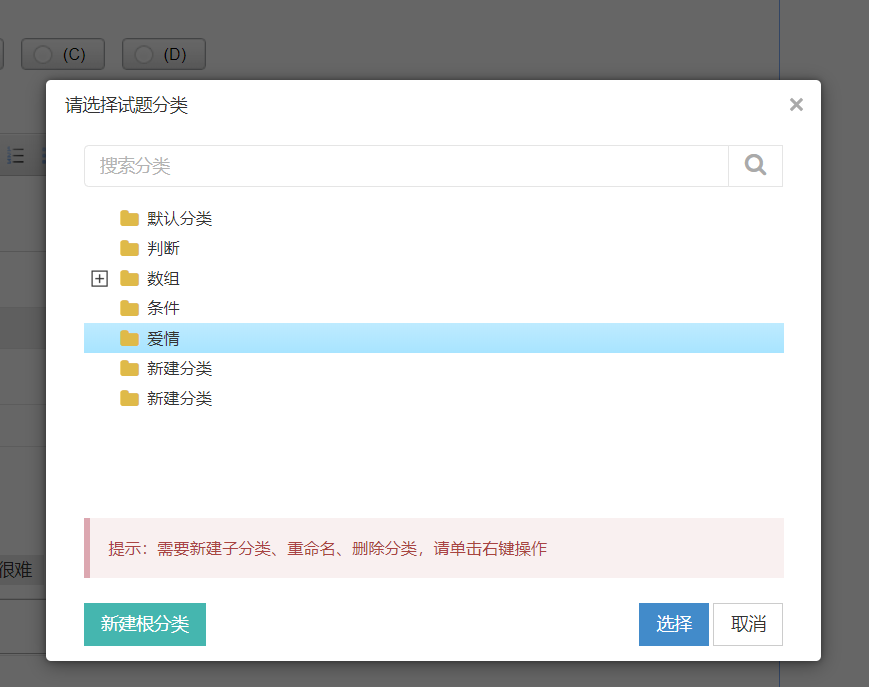 (C) (D)
请选择试题分类 ×
搜索分类
默认分类
判断
数组
条件
爱情
新建分类
新建分类
提示：需要新建子分类、重命名、删除分类，请单击右键操作
很难
新建根分类 选择 取消